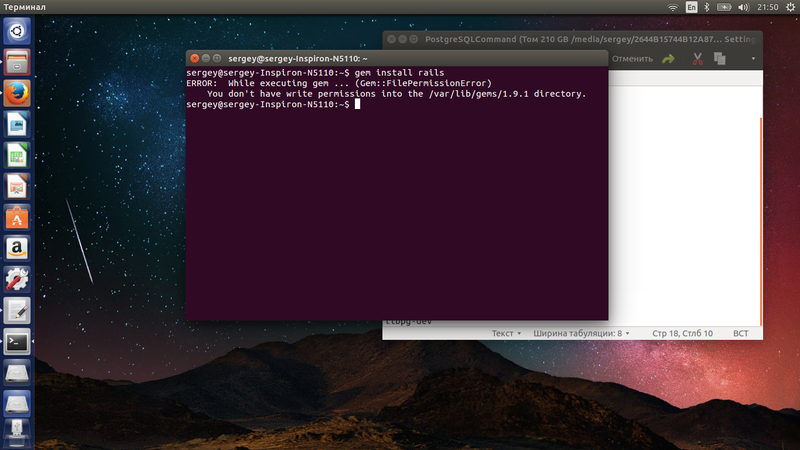 Терминал
En
21:50
PostgreSQLCommand (Том 210 GB /media/sergey/2644B15744B12A87... Setting
sergey@sergey-Inspiron-N5110: ~
Отменить
sergey@sergey-Inspiron-N5110:~$ gem install rails
ERROR:  While executing gem ... (Gem::FilePermissionError)
    You don't have write permissions into the /var/lib/gems/1.9.1 directory.
sergey@sergey-Inspiron-N5110:~$
libpg-dev
Текст
Ширина табуляции: 8
Стр 18, Стлб 10
ВСТ